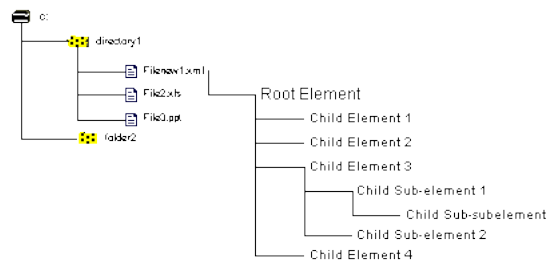 c:
directory1
Filenew1.xml
File2.xls
File3.ppt
folder2
Root Element
Child Element 1
Child Element 2
Child Element 3
Child Sub-element 1
Child Sub-subelement
Child Sub-element 2
Child Element 4